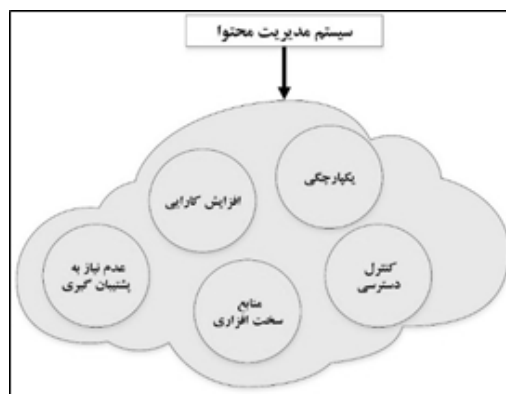 سیستم مدیریت محتوا
یکپارچگی
افزایش کارایی
کنترل
دسترسی
منابع
سخت افزاری
عدم نیاز به
پشتیبان گیری